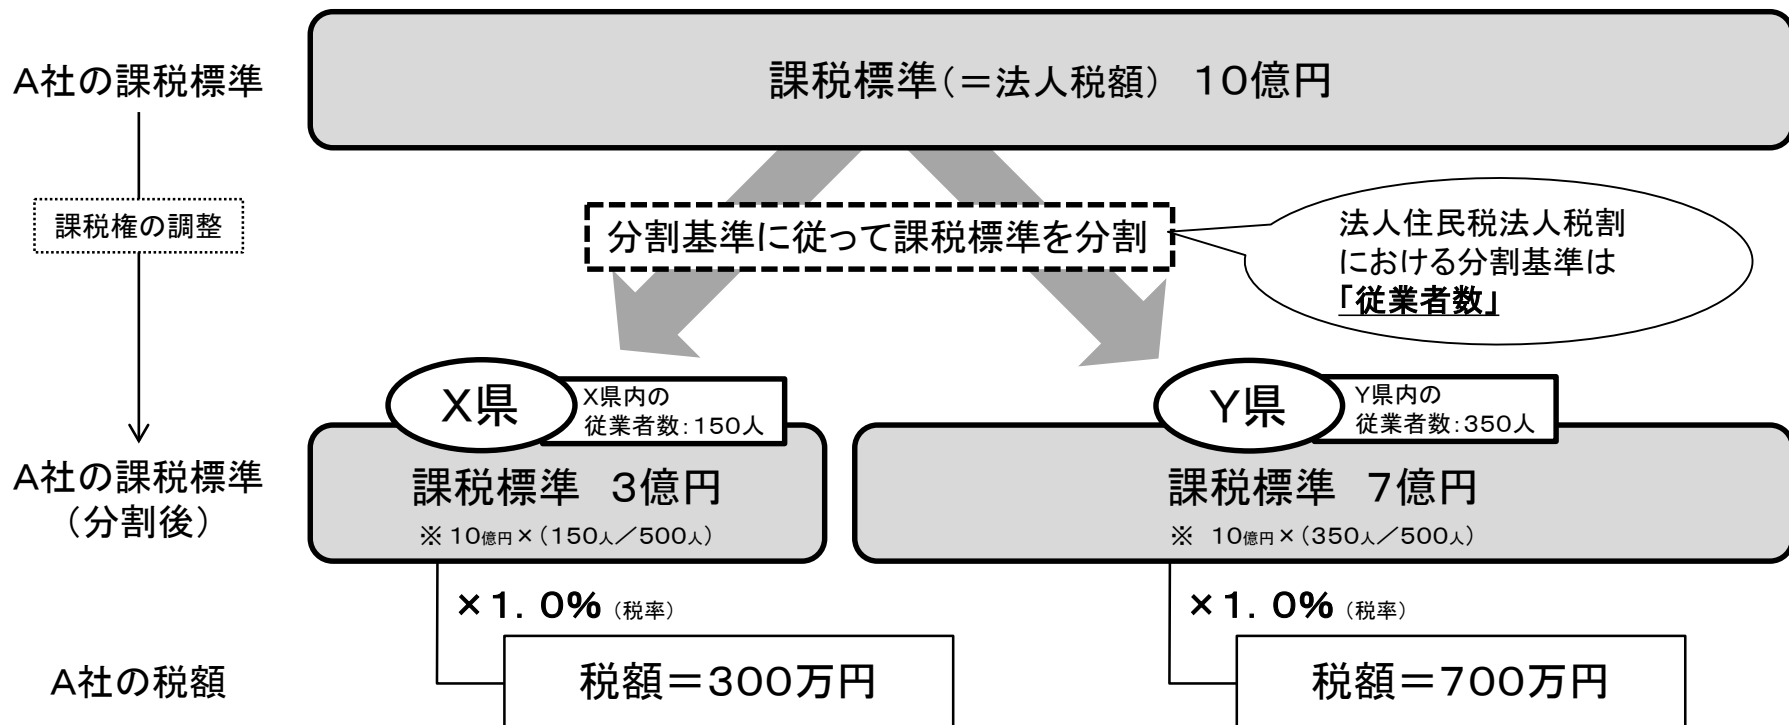 A社の課税標準
課税標準(＝法人税額)　10億円
課税権の調整
分割基準に従って課税標準を分割
法人住民税法人税割
における分割基準は
「従業者数」
X県
X県内の
従業者数：150人
Y県
Y県内の
従業者数：350人
A社の課税標準
（分割後）
課税標準　3億円
※ 10億円×（150人／500人）
課税標準　7億円
※　10億円×（350人／500人）
×１．０％（税率）
×１．０％（税率）
A社の税額
税額＝３００万円
税額＝７００万円